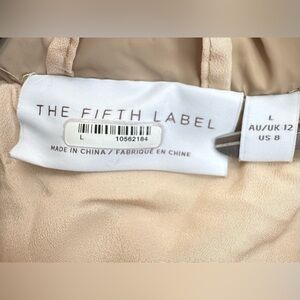 THE FIFTH LABEL
L 10562184
MADE IN CHINA / FABRIQUÉ EN CHINE
L
AU/UK 12
US 8